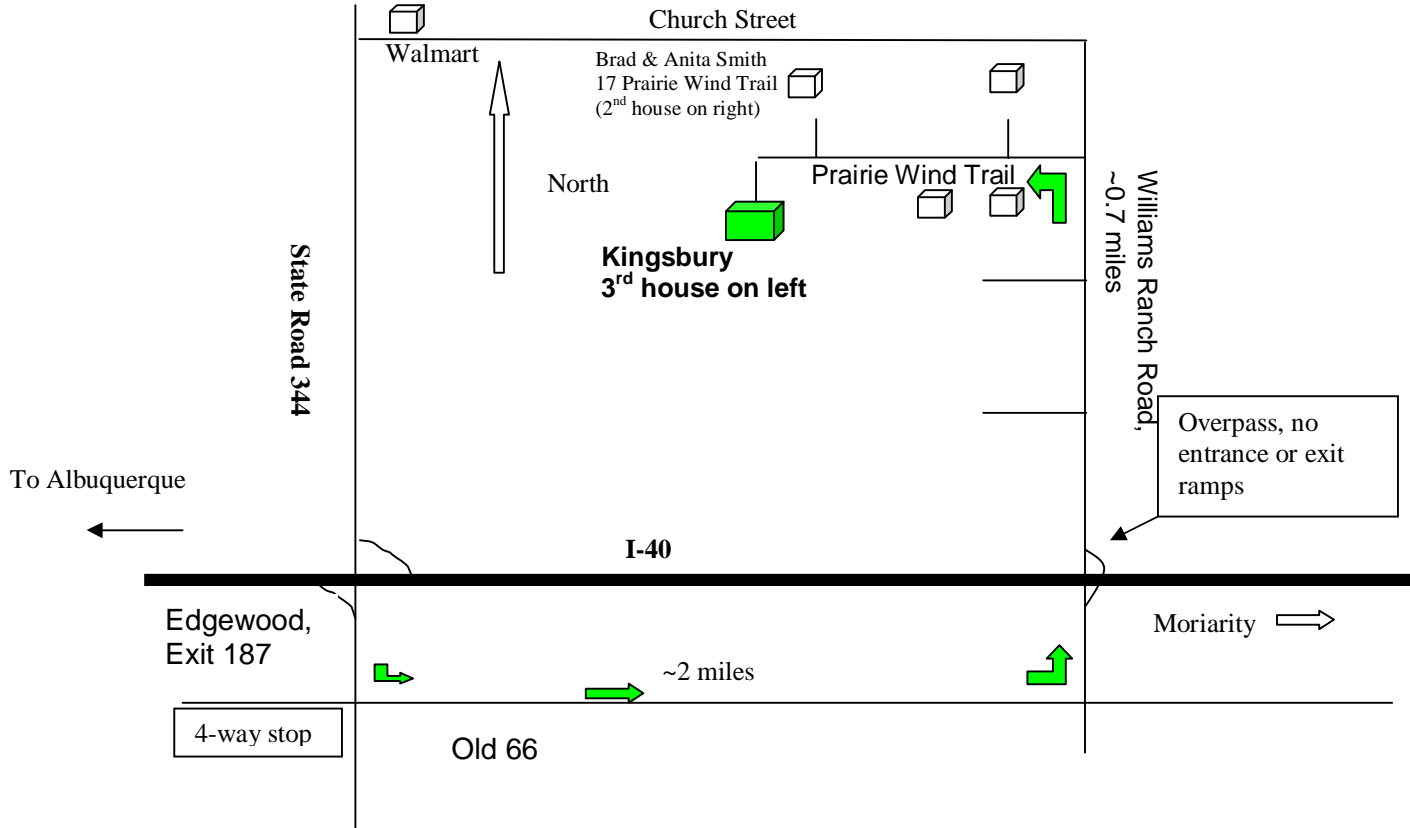 Church Street
Walmart
Brad & Anita Smith
17 Prairie Wind Trail
(2nd house on right)
North
Prairie Wind Trail
Kingsbury
3rd house on left
Williams Ranch Road,
~0.7 miles
State Road 344
Overpass, no
entrance or exit
ramps
To Albuquerque
I-40
Edgewood,
Exit 187
Moriarity
~2 miles
4-way stop
Old 66